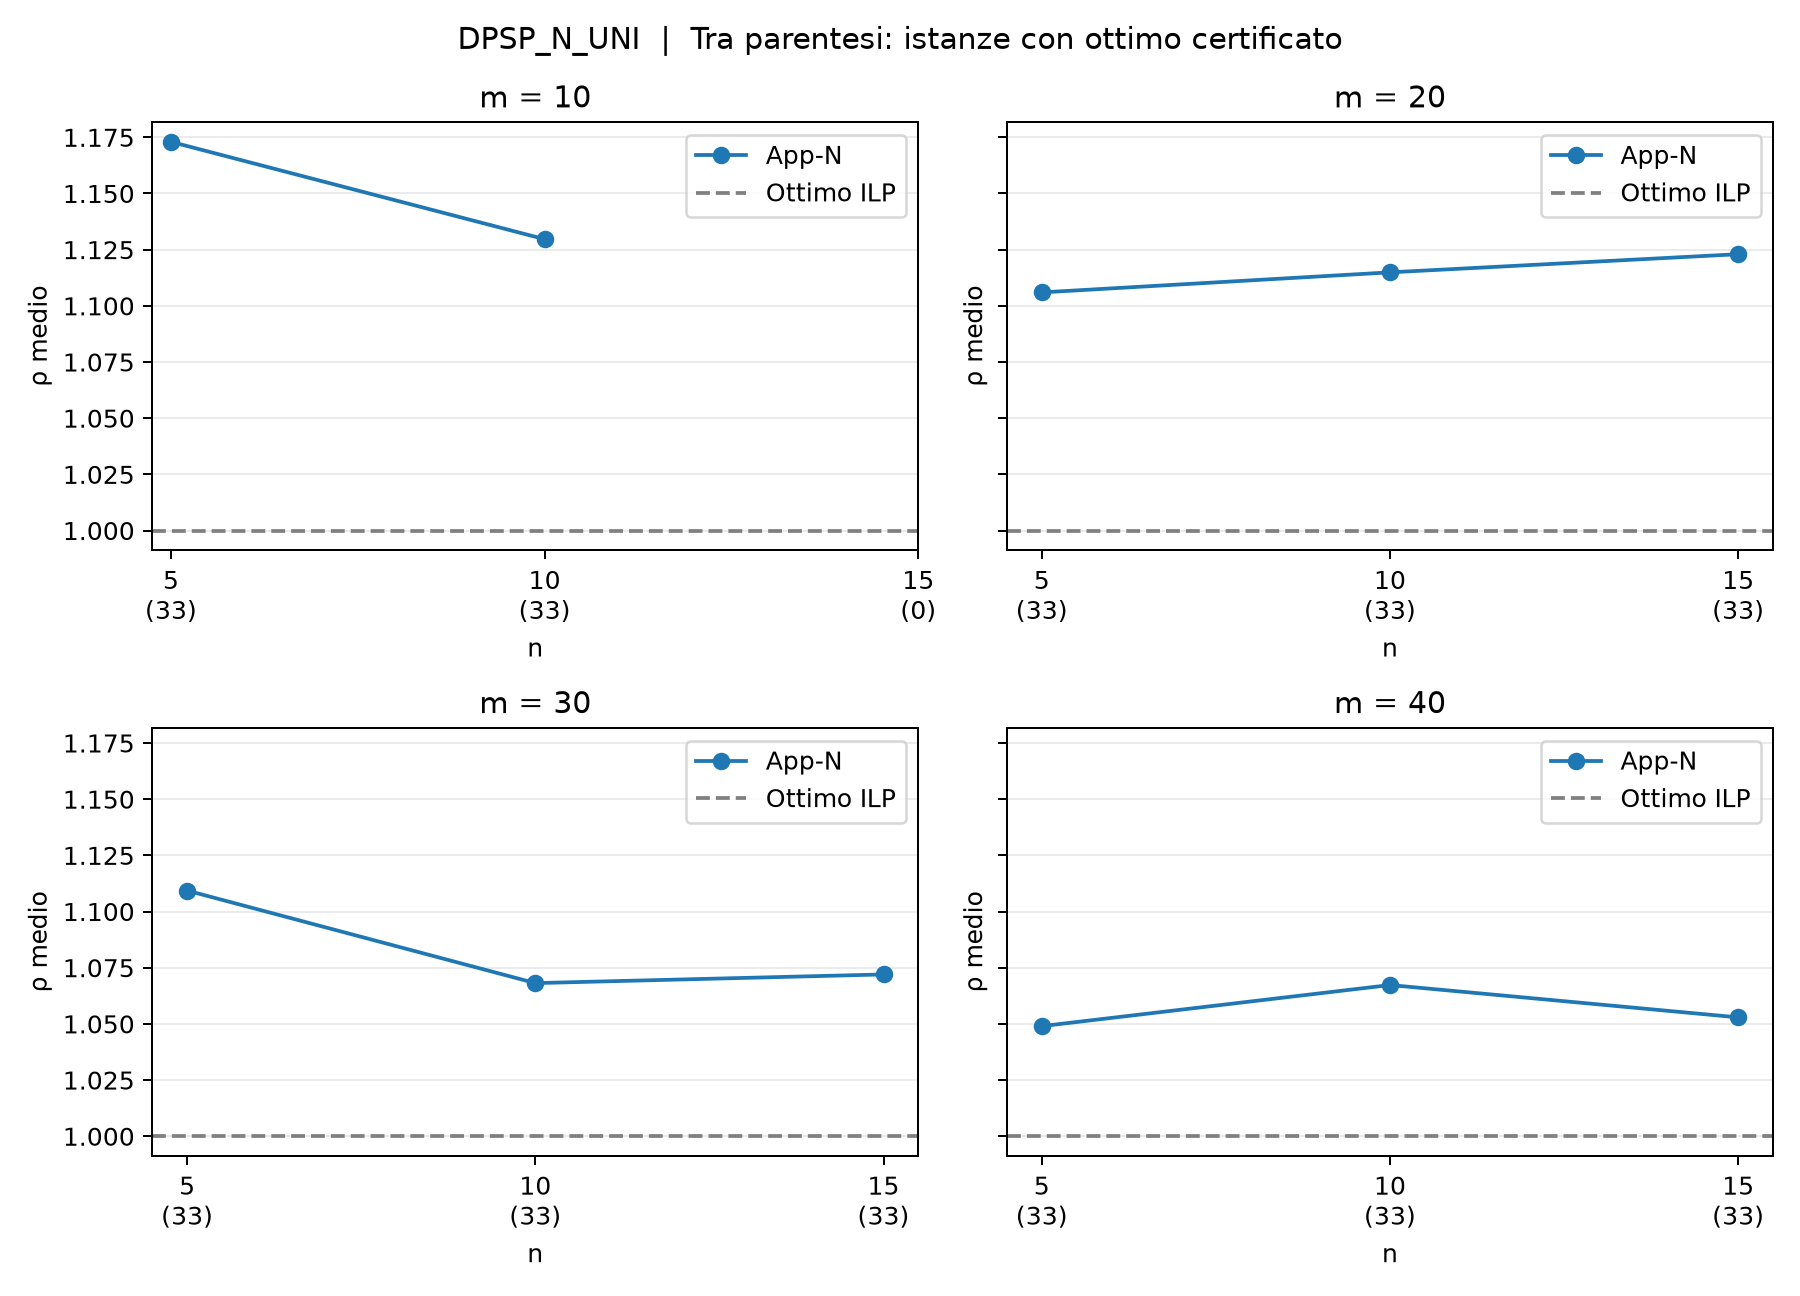 DPSP_N_UNI | Tra parentesi: istanze con ottimo certificato
m = 10
1.175
1.150
1.125
1.100
1.075
1.050
1.025
1.000
ρ medio
App-N
Ottimo ILP
5 10 15
(33) (33) (0)
n
m = 20
ρ medio
App-N
Ottimo ILP
5 10 15
(33) (33) (33)
n
m = 30
1.175
1.150
1.125
1.100
1.075
1.050
1.025
1.000
ρ medio
App-N
Ottimo ILP
5 10 15
(33) (33) (33)
n
m = 40
ρ medio
App-N
Ottimo ILP
5 10 15
(33) (33) (33)
n